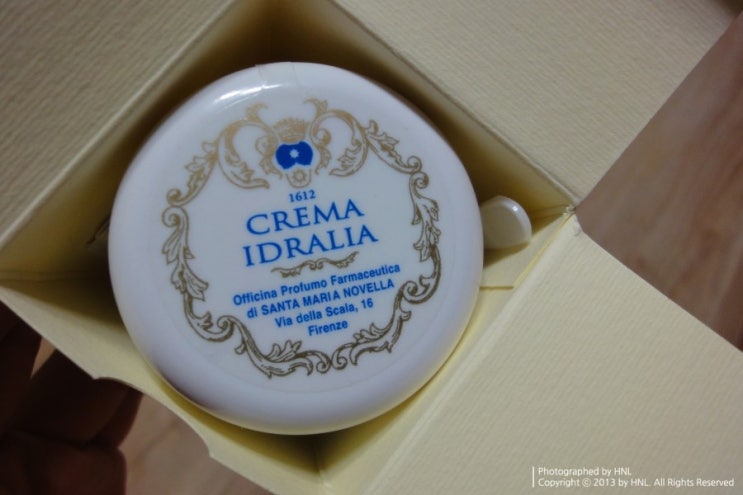 1612
CREMA
IDRALIA
Officina Profumo Farmaceutica
di SANTA MARIA NOVELLA
Via della Scala, 16
Firenze
Photographed by HNL
Copyright ⓒ 2013 by HNL. All Rights Reserved